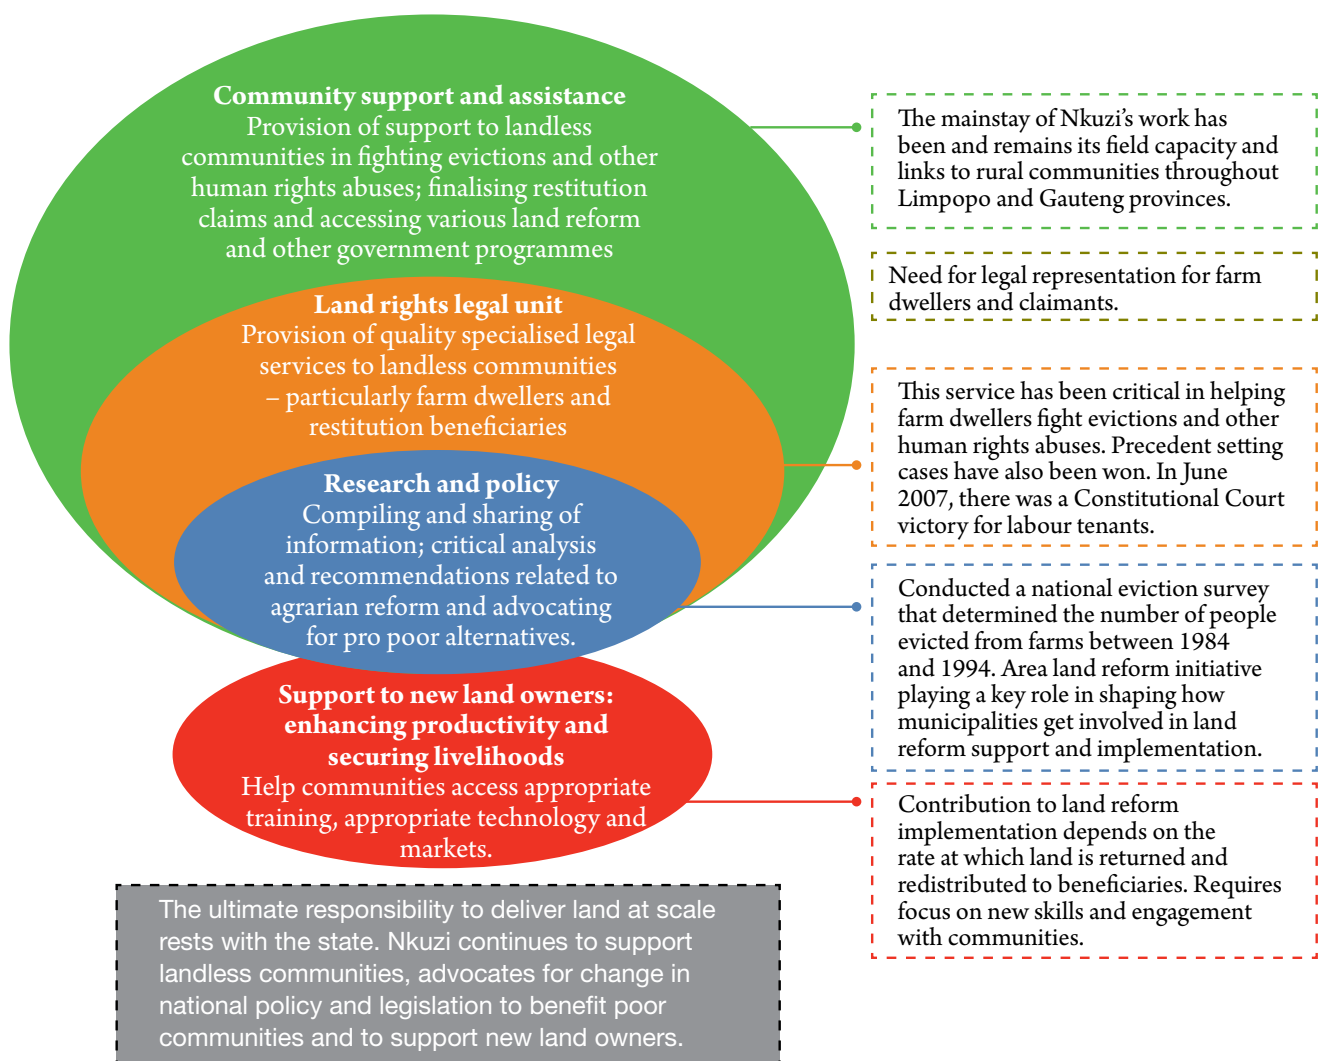 Community support and assistance
Provision of support to landless
communities in fighting evictions and other
human rights abuses; finalising restitution
claims and accessing various land reform
and other government programmes
Land rights legal unit
Provision of quality specialised legal
services to landless communities
– particularly farm dwellers and
restitution beneficiaries
Research and policy
Compiling and sharing of
information; critical analysis
and recommendations related to
agrarian reform and advocating
for pro poor alternatives.
Support to new land owners:
enhancing productivity and
securing livelihoods
Help communities access appropriate
training, appropriate technology and
markets.
The ultimate responsibility to deliver land at scale
rests with the state. Nkuzi continues to support
landless communities, advocates for change in
national policy and legislation to benefit poor
communities and to support new land owners.
The mainstay of Nkuzi’s work has
been and remains its field capacity and
links to rural communities throughout
Limpopo and Gauteng provinces.
Need for legal representation for farm
dwellers and claimants.
This service has been critical in helping
farm dwellers fight evictions and other
human rights abuses. Precedent setting
cases have also been won. In June
2007, there was a Constitutional Court
victory for labour tenants.
Conducted a national eviction survey
that determined the number of people
evicted from farms between 1984
and 1994. Area land reform initiative
playing a key role in shaping how
municipalities get involved in land
reform support and implementation.
Contribution to land reform
implementation depends on the
rate at which land is returned and
redistributed to beneficiaries. Requires
focus on new skills and engagement
with communities.